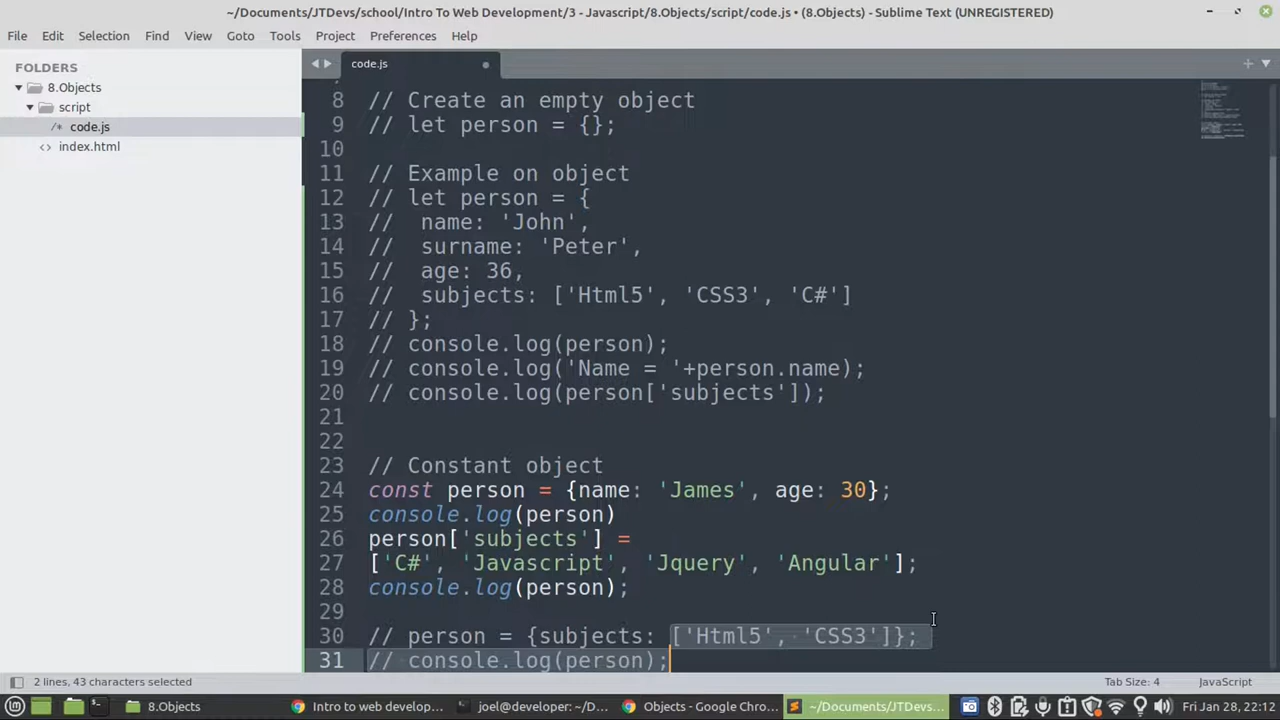 ~/Documents/JTDevs/school/Intro To Web Development/3 - Javascript/8.Objects/script/code.js • (8.Objects) - Sublime Text (UNREGISTERED)
File Edit Selection Find View Goto Tools Project Preferences Help
FOLDERS
8.Objects
script
/* code.js
<> index.html
code.js
8 // Create an empty object
9 // let person = {};
10
11 // Example on object
12 // let person = {
13 // name: 'John',
14 // surname: 'Peter',
15 // age: 36,
16 // subjects: ['Html5', 'CSS3', 'C#']
17 // };
18 // console.log(person);
19 // console.log('Name = '+person.name);
20 // console.log(person['subjects']);
21
22
23 // Constant object
24 const person = {name: 'James', age: 30};
25 console.log(person)
26 person['subjects'] =
27 ['C#', 'Javascript', 'Jquery', 'Angular'];
28 console.log(person);
29
30 // person = {subjects: ['Html5', 'CSS3']};
31 // console.log(person);
2 lines, 43 characters selected
Tab Size: 4
JavaScript
8.Objects
Intro to web develop...
joel@developer: ~/D...
Objects - Google Chro...
~/Documents/JTDevs...
Fri Jan 28, 22:12